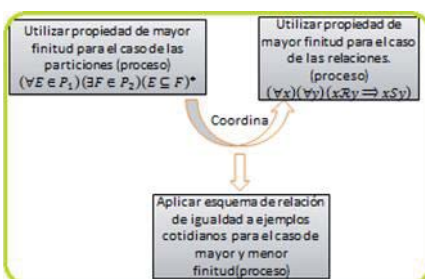 Utilizar propiedad de mayor
finitud para el caso de las
particiones (proceso)
(∀E ∈ P₁)(∃F ∈ P₂)(E ⊆ F)*
Utilizar propiedad de
mayor finitud para el caso
de las relaciones.
(proceso)
(∀x)(∀y)(xℛy ⟹ xSy)
Coordina
Aplicar esquema de relación
de igualdad a ejemplos
cotidianos para el caso de
mayor y menor
finitud(proceso)